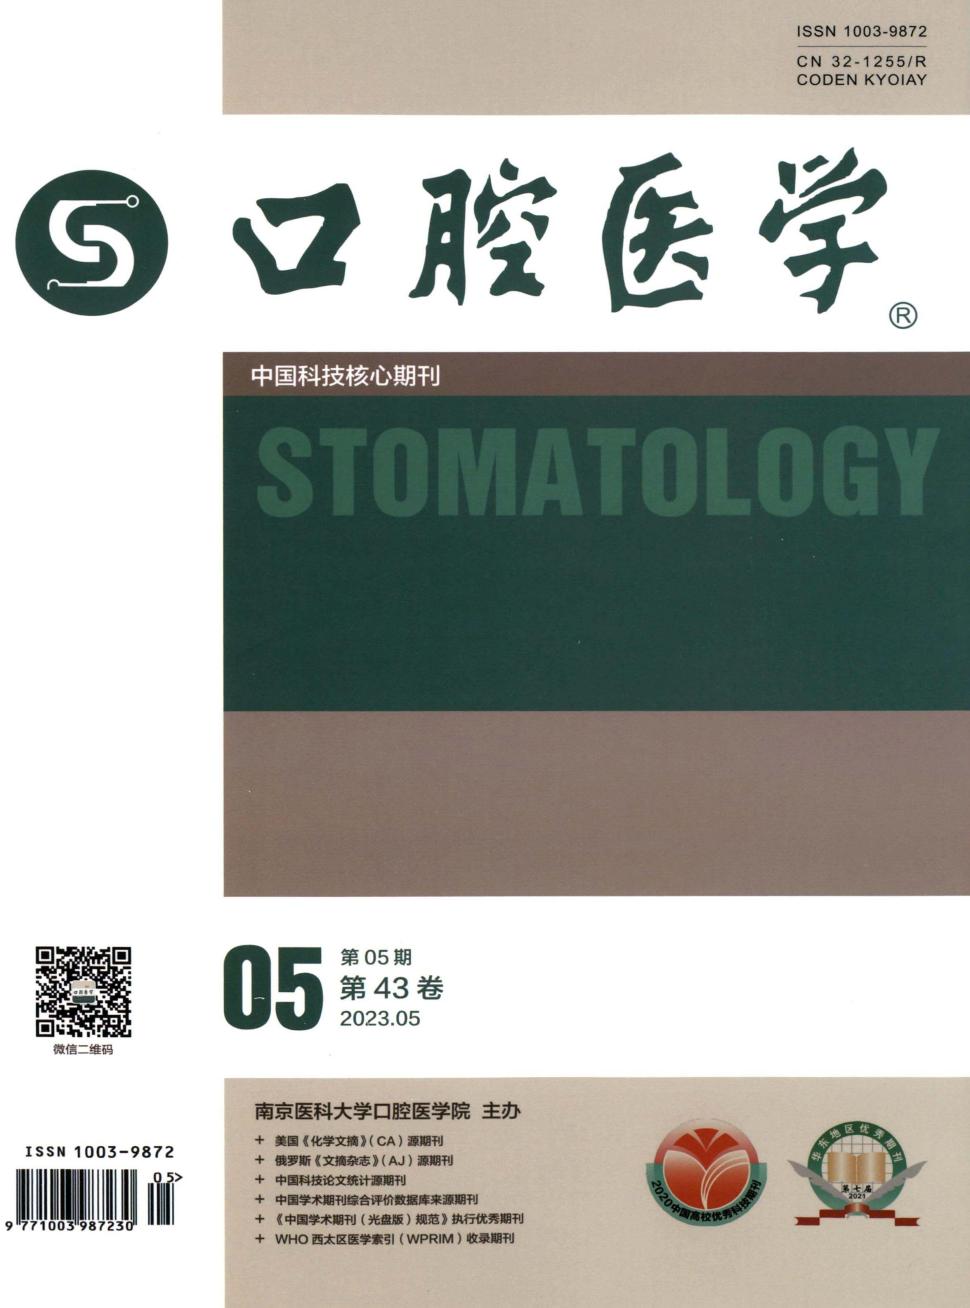 ISSN 1003-9872
CN 32-1255/R
CODEN KYOIAY
口腔医学
®
中国科技核心期刊
STOMATOLOGY
05
第 05 期
第 43 卷
2023.05
微信二维码
南京医科大学口腔医学院 主办
+ 美国《化学文摘》（CA）源期刊
+ 俄罗斯《文摘杂志》（AJ）源期刊
+ 中国科技论文统计源期刊
+ 中国学术期刊综合评价数据库来源期刊
+ 《中国学术期刊（光盘版）规范》执行优秀期刊
+ WHO 西太区医学索引（WPRIM）收录期刊
2020中国高校优秀科技期刊
华东地区优秀期刊
第七届
2021
ISSN 1003-9872
05>
9 771003 987230